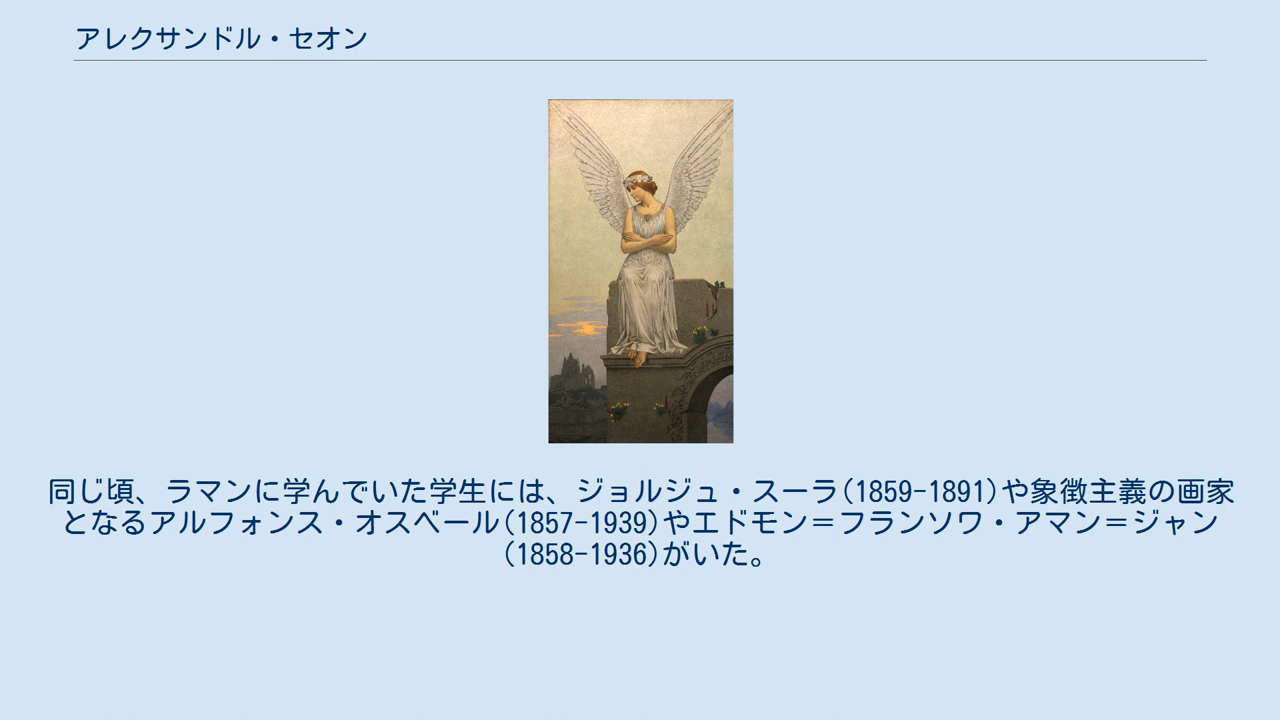 アレクサンドル・セオン
同じ頃、ラマンに学んでいた学生には、ジョルジュ・スーラ(1859-1891)や象徴主義の画家
となるアルフォンス・オスベール(1857-1939)やエドモン＝フランソワ・アマン＝ジャン
(1858-1936)がいた。